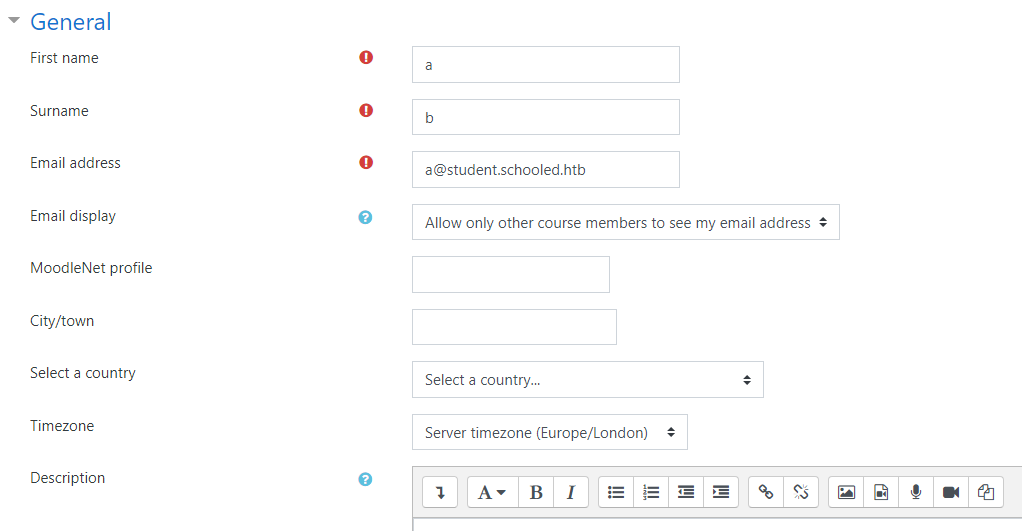 General
First name
a
Surname
b
Email address
a@student.schooled.htb
Email display
Allow only other course members to see my email address
MoodleNet profile
City/town
Select a country
Select a country...
Timezone
Server timezone (Europe/London)
Description
A B I